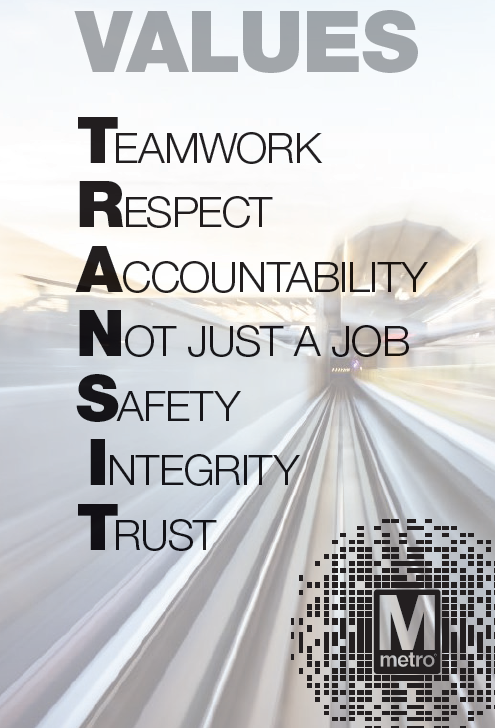 VALUES
TEAMWORK
RESPECT
ACCOUNTABILITY
NOT JUST A JOB
SAFETY
INTEGRITY
TRUST
M
metro